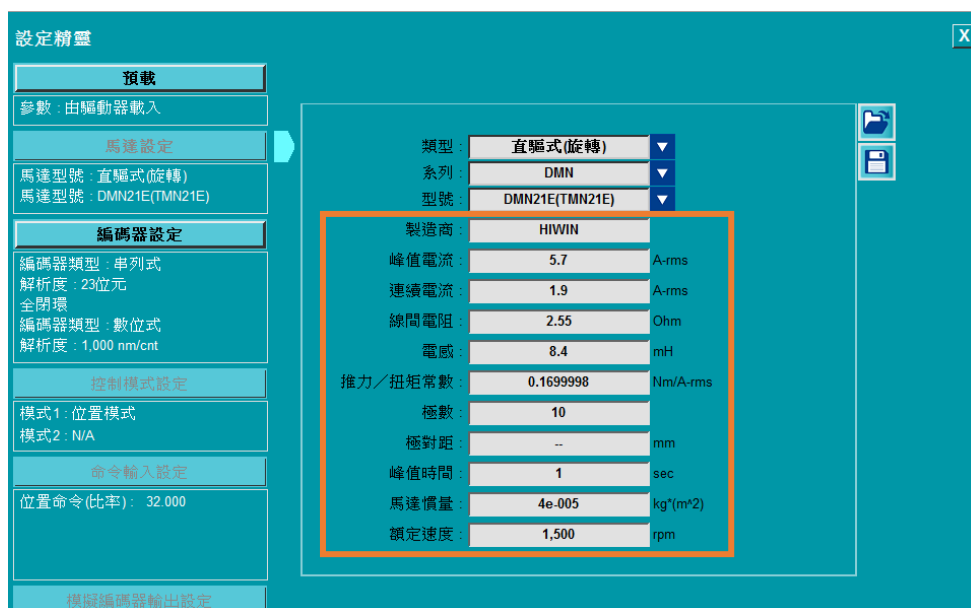 設定精靈
X
預載
參數 : 由驅動器載入
馬達設定
馬達型號 : 直驅式(旋轉)
馬達型號 : DMN21E(TMN21E)
編碼器設定
編碼器類型 : 串列式
解析度 : 23位元
全閉環
編碼器類型 : 數位式
解析度 : 1,000 nm/cnt
控制模式設定
模式1 : 位置模式
模式2 : N/A
命令輸入設定
位置命令(比率) : 32.000
模擬編碼器輸出設定
類型 : 直驅式(旋轉)
系列 : DMN
型號 : DMN21E(TMN21E)
製造商 : HIWIN
峰值電流 : 5.7 A-rms
連續電流 : 1.9 A-rms
線間電阻 : 2.55 Ohm
電感 : 8.4 mH
推力／扭矩常數 : 0.1699998 Nm/A-rms
極數 : 10
極對距 : -- mm
峰值時間 : 1 sec
馬達慣量 : 4e-005 kg*(m^2)
額定速度 : 1,500 rpm